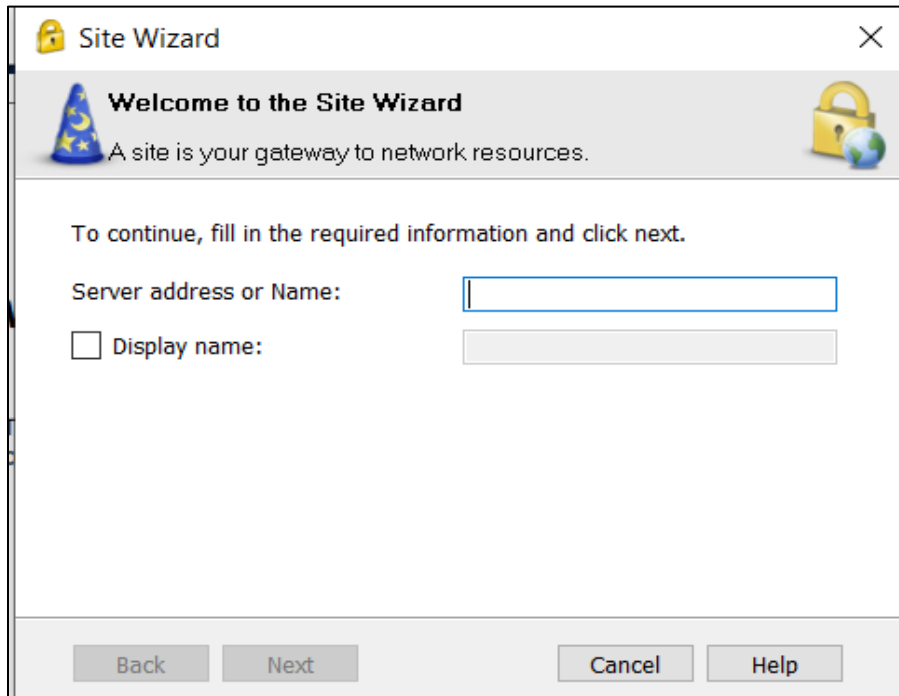 Site Wizard
Welcome to the Site Wizard
A site is your gateway to network resources.
To continue, fill in the required information and click next.
Server address or Name:
Display name:
Back Next Cancel Help